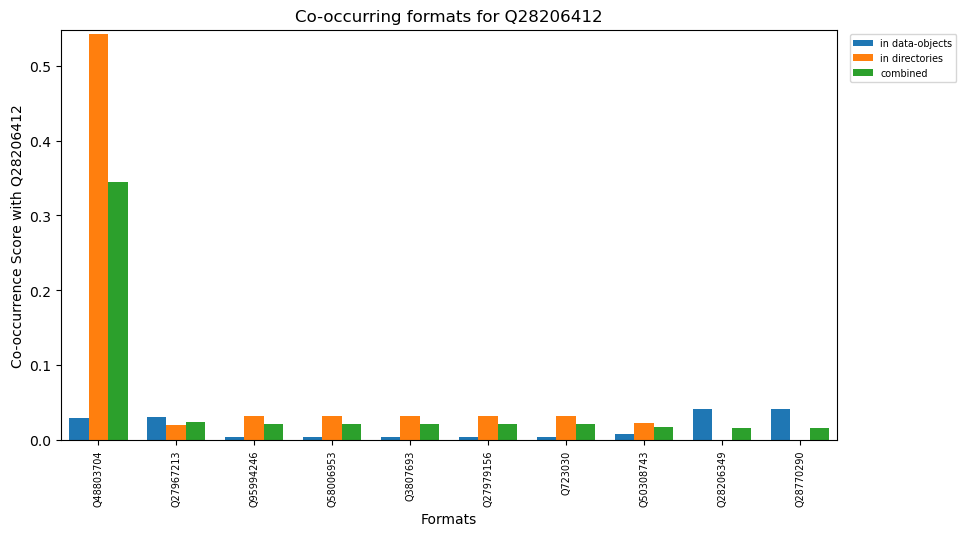 Co-occurring formats for Q28206412
in data-objects
in directories
combined
Co-occurrence Score with Q28206412
0.5
0.4
0.3
0.2
0.1
0.0
Q48803704
Q27967213
Q95994246
Q58006953
Q3807693
Q27979156
Q723030
Q50308743
Q28206349
Q28770290
Formats